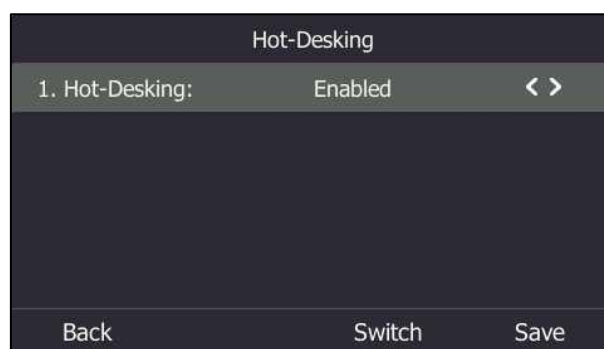 Hot-Desking
1. Hot-Desking: Enabled < >
Back Switch Save